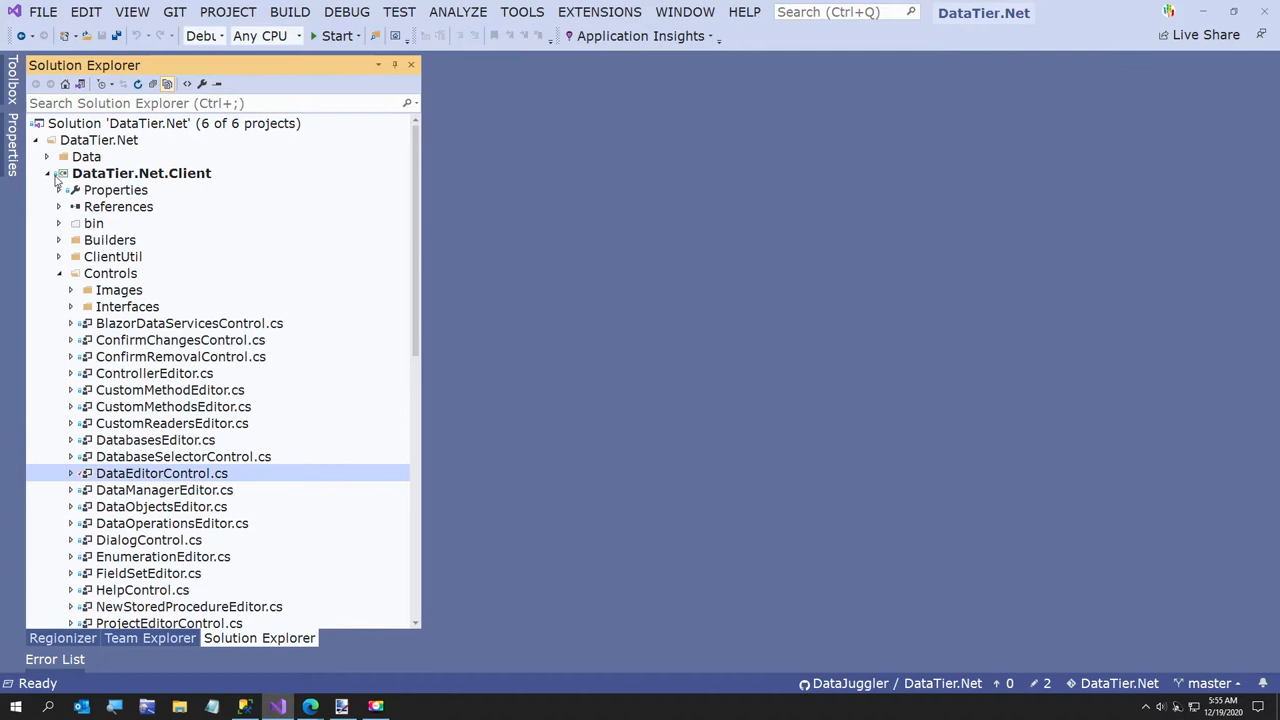 FILE EDIT VIEW GIT PROJECT BUILD DEBUG TEST ANALYZE TOOLS EXTENSIONS WINDOW HELP Search (Ctrl+Q) DataTier.Net
Debu Any CPU Start Application Insights Live Share
Toolbox
Properties
Solution Explorer
Search Solution Explorer (Ctrl+;)
Solution 'DataTier.Net' (6 of 6 projects)
DataTier.Net
Data
DataTier.Net.Client
Properties
References
bin
Builders
ClientUtil
Controls
Images
Interfaces
BlazorDataServicesControl.cs
ConfirmChangesControl.cs
ConfirmRemovalControl.cs
ControllerEditor.cs
CustomMethodEditor.cs
CustomMethodsEditor.cs
CustomReadersEditor.cs
DatabasesEditor.cs
DatabaseSelectorControl.cs
DataEditorControl.cs
DataManagerEditor.cs
DataObjectsEditor.cs
DataOperationsEditor.cs
DialogControl.cs
EnumerationEditor.cs
FieldSetEditor.cs
HelpControl.cs
NewStoredProcedureEditor.cs
ProjectEditorControl.cs
Regionizer Team Explorer Solution Explorer
Error List
Ready DataJuggler / DataTier.Net 0 2 DataTier.Net master
5:55 AM
12/19/2020